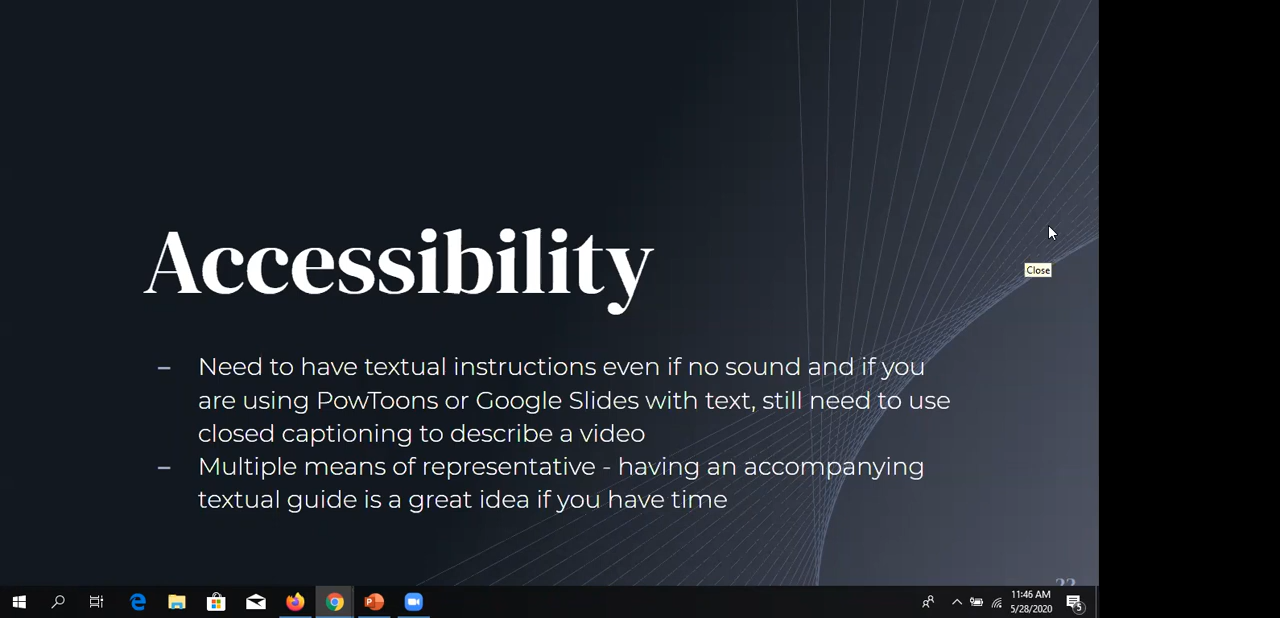 Accessibility
Close
– Need to have textual instructions even if no sound and if you
are using PowToons or Google Slides with text, still need to use
closed captioning to describe a video
– Multiple means of representative - having an accompanying
textual guide is a great idea if you have time
11:46 AM
5/28/2020
5